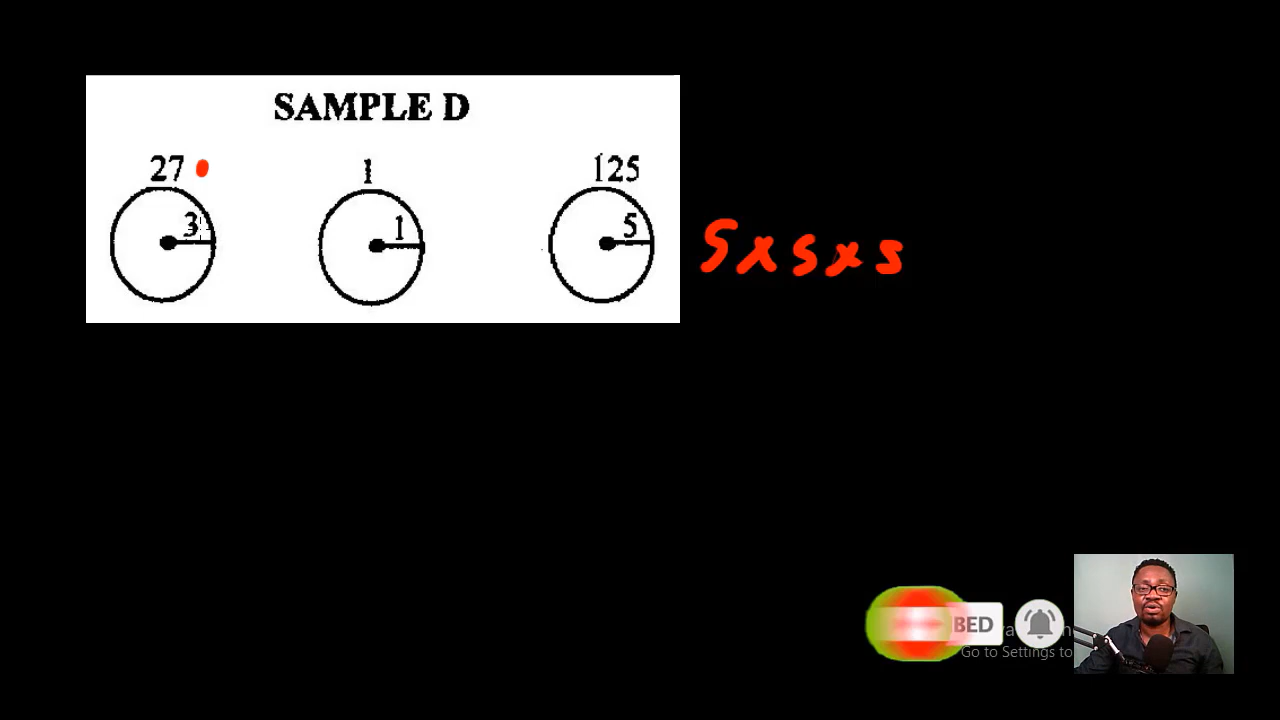 SAMPLE D
27 1 125
3 1 5
5x5x5
BED
Go to Settings to